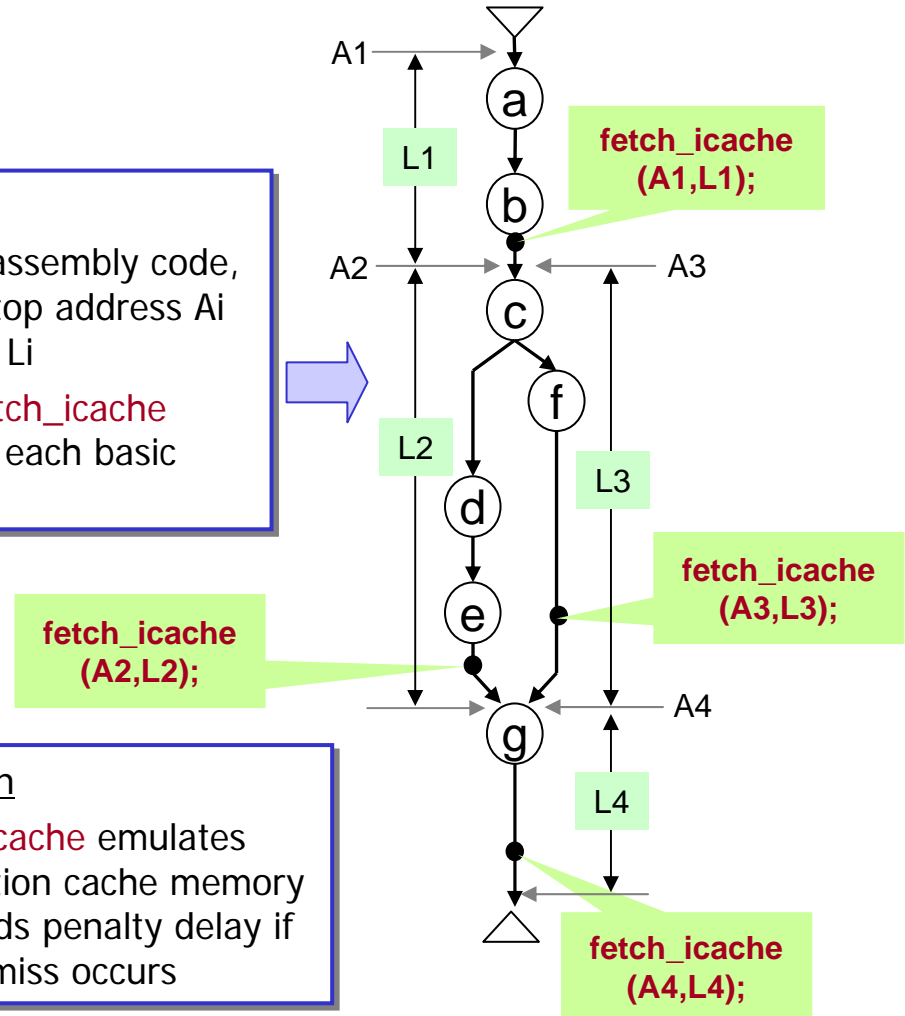 A1
a
L1
fetch_icache
(A1,L1);
b
assembly code,
top address Ai
Li
tch_icache
each basic
A2
A3
c
f
L2
L3
d
fetch_icache
(A3,L3);
e
fetch_icache
(A2,L2);
A4
g
L4
n
cache emulates
tion cache memory
ds penalty delay if
miss occurs
fetch_icache
(A4,L4);